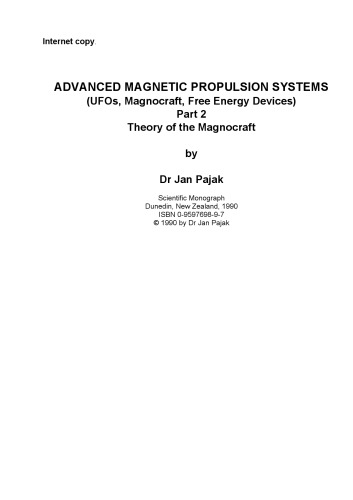 Internet copy.
ADVANCED MAGNETIC PROPULSION SYSTEMS
(UFOs, Magnocraft, Free Energy Devices)
Part 2
Theory of the Magnocraft
by
Dr Jan Pajak
Scientific Monograph
Dunedin, New Zealand, 1990
ISBN 0-9597698-9-7
© 1990 by Dr Jan Pajak